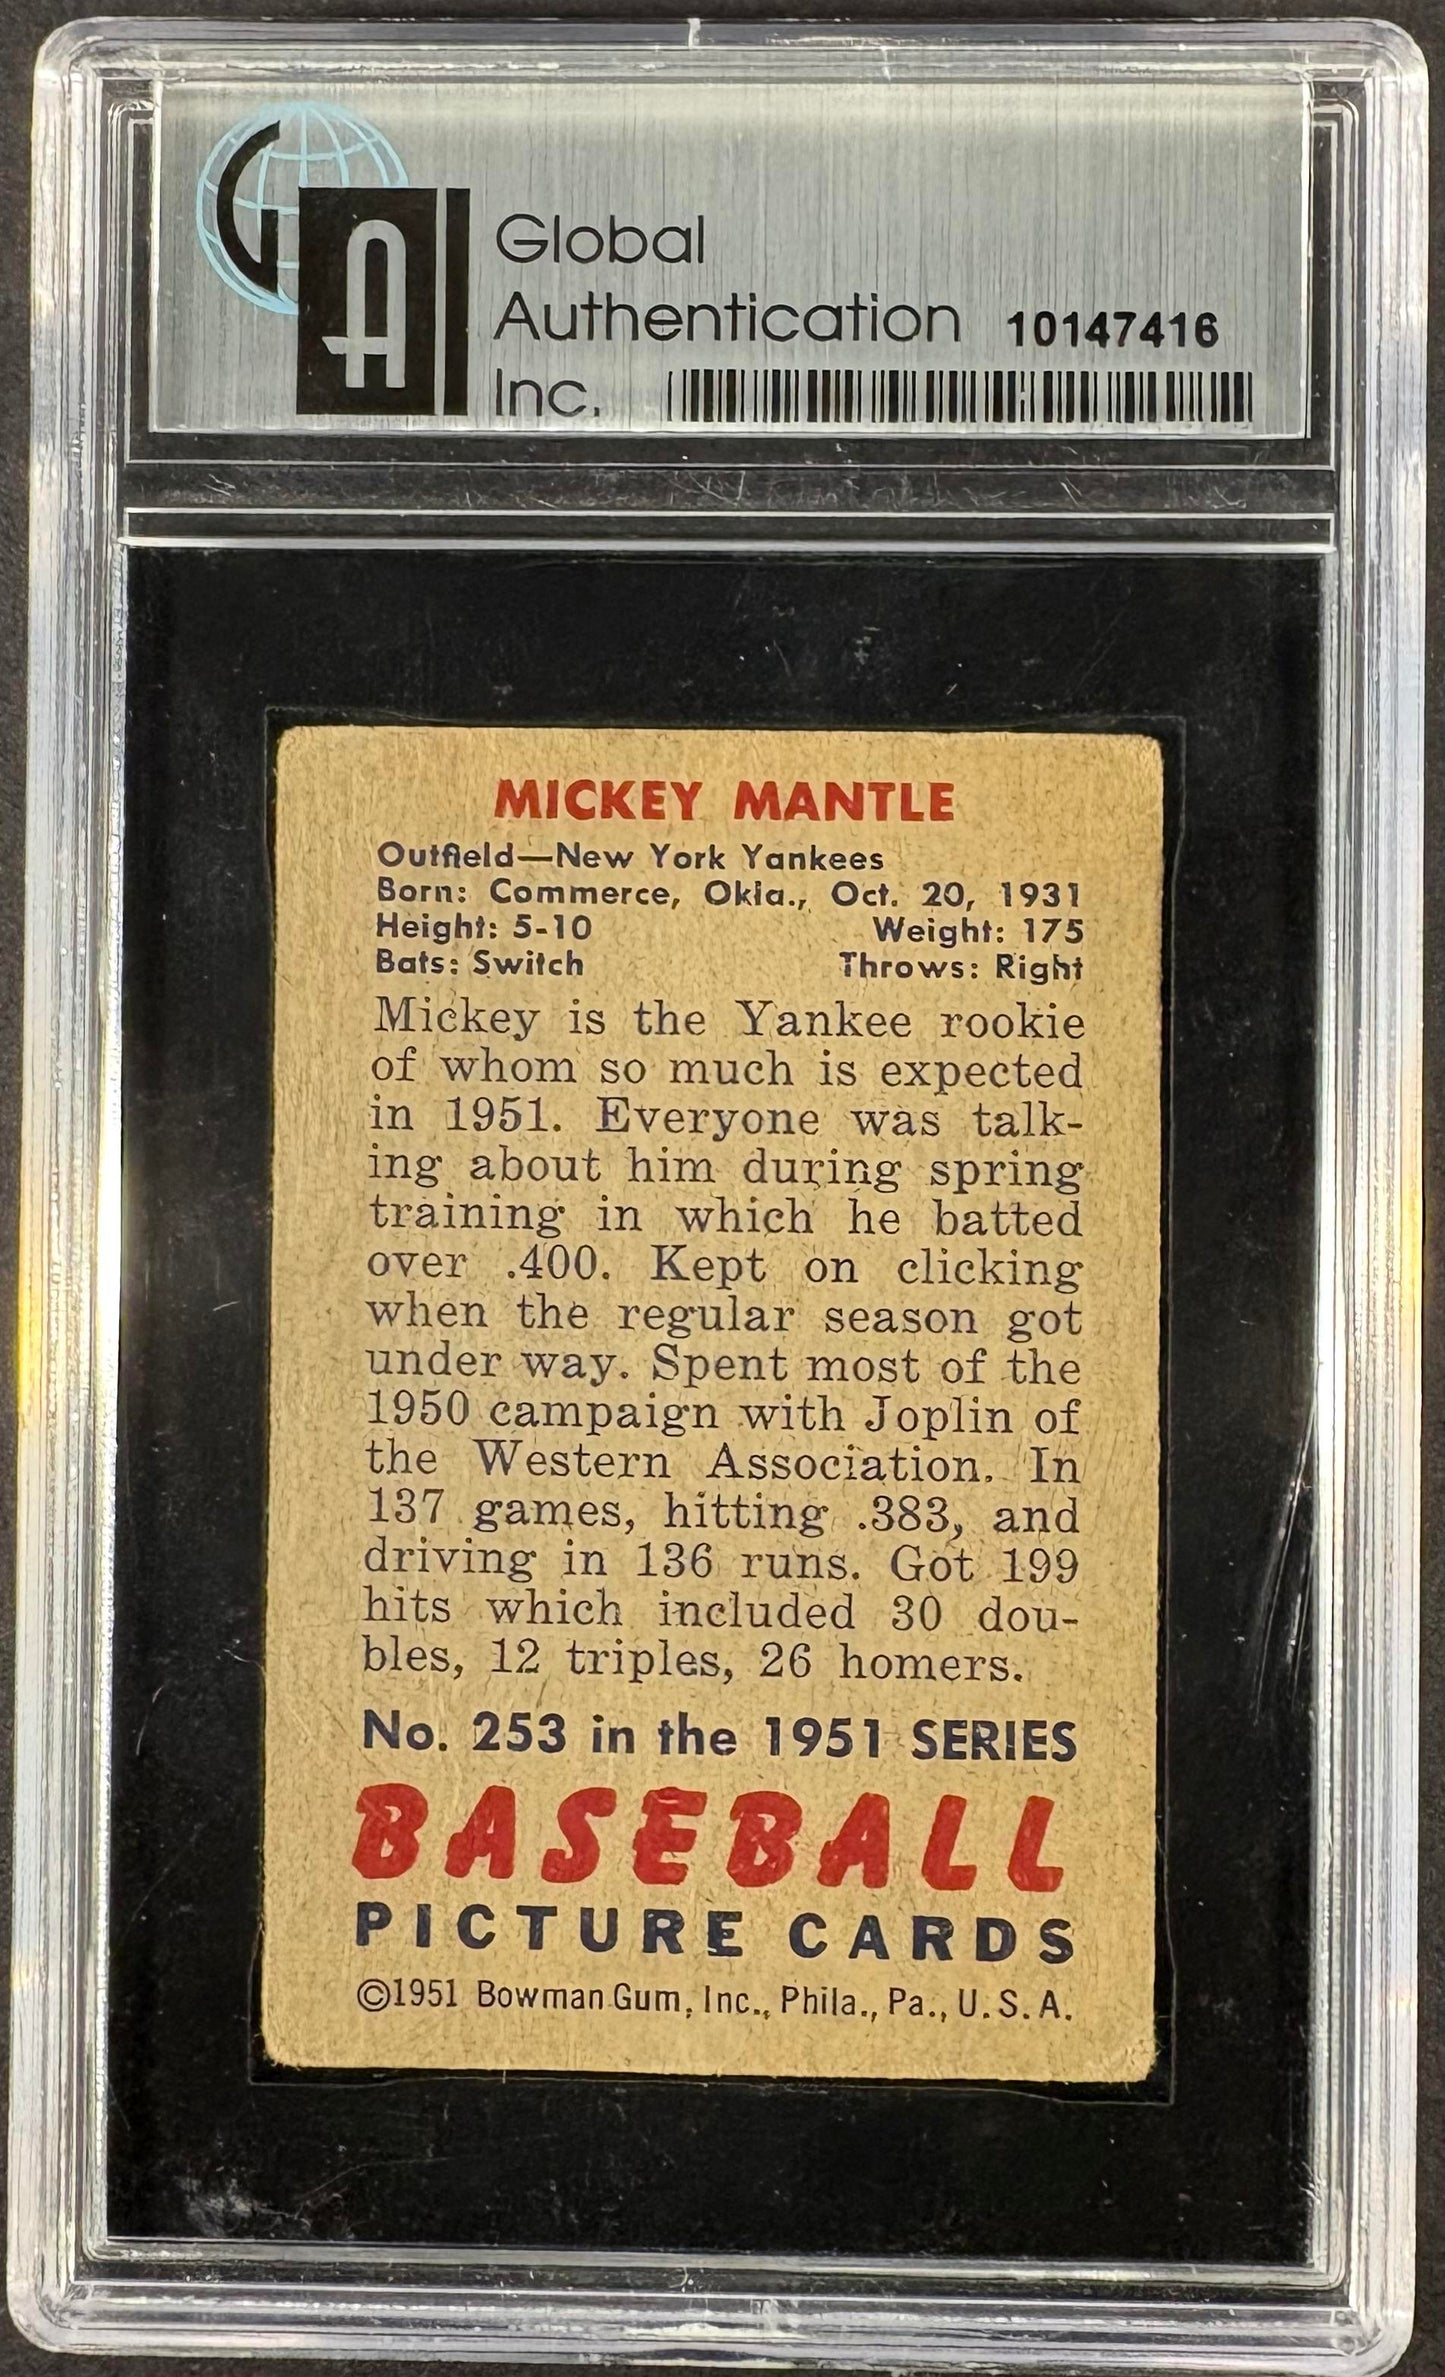 GAI
Global
Authentication 10147416
Inc.
MICKEY MANTLE
Outfield—New York Yankees
Born: Commerce, Okla., Oct. 20, 1931
Height: 5-10 Weight: 175
Bats: Switch Throws: Right
Mickey is the Yankee rookie
of whom so much is expected
in 1951. Everyone was talk-
ing about him during spring
training in which he batted
over .400. Kept on clicking
when the regular season got
under way. Spent most of the
1950 campaign with Joplin of
the Western Association. In
137 games, hitting .383, and
driving in 136 runs. Got 199
hits which included 30 dou-
bles, 12 triples, 26 homers.
No. 253 in the 1951 SERIES
BASEBALL
PICTURE CARDS
©1951 Bowman Gum, Inc., Phila., Pa., U.S.A.